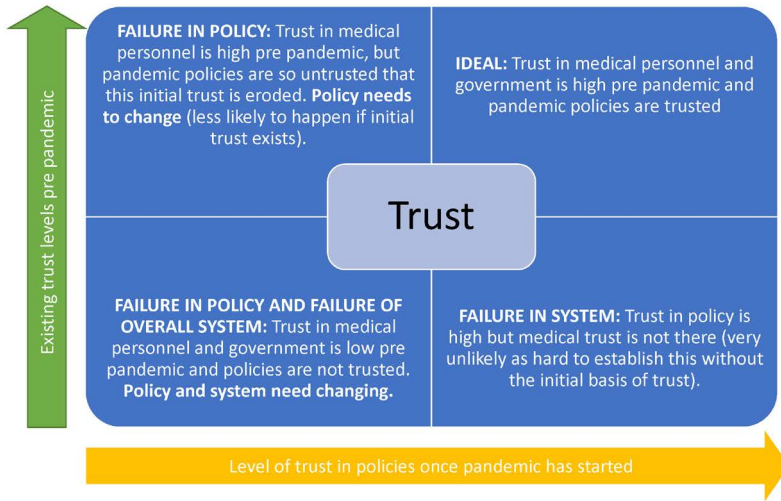 Existing trust levels pre pandemic
FAILURE IN POLICY: Trust in medical
personnel is high pre pandemic, but
pandemic policies are so untrusted that
this initial trust is eroded. Policy needs
to change (less likely to happen if initial
trust exists).
IDEAL: Trust in medical personnel and
government is high pre pandemic and
pandemic policies are trusted
Trust
FAILURE IN POLICY AND FAILURE OF
OVERALL SYSTEM: Trust in medical
personnel and government is low pre
pandemic and policies are not trusted.
Policy and system need changing.
FAILURE IN SYSTEM: Trust in policy is
high but medical trust is not there (very
unlikely as hard to establish this without
the initial basis of trust).
Level of trust in policies once pandemic has started